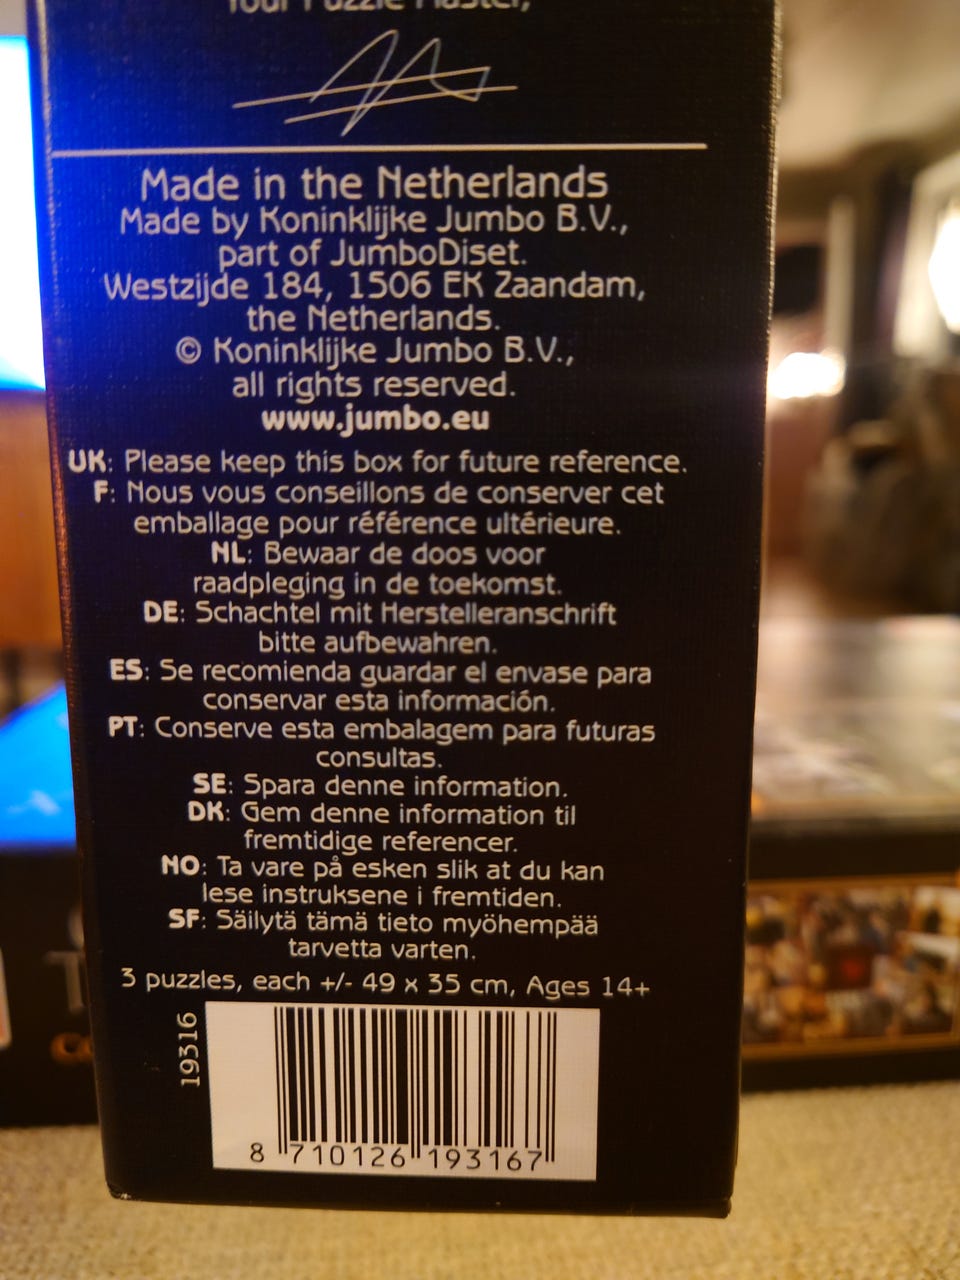 Your Puzzle Master,
Made in the Netherlands
Made by Koninklijke Jumbo B.V.,
part of JumboDiset.
Westzijde 184, 1506 EK Zaandam,
the Netherlands.
© Koninklijke Jumbo B.V.,
all rights reserved.
www.jumbo.eu
UK: Please keep this box for future reference.
F: Nous vous conseillons de conserver cet
emballage pour référence ultérieure.
NL: Bewaar de doos voor
raadpleging in de toekomst.
DE: Schachtel mit Herstelleranschrift
bitte aufbewahren.
ES: Se recomienda guardar el envase para
conservar esta información.
PT: Conserve esta embalagem para futuras
consultas.
SE: Spara denne information.
DK: Gem denne information til
fremtidige referencer.
NO: Ta vare på esken slik at du kan
lese instruksene i fremtiden.
SF: Säilytä tämä tieto myöhempää
tarvetta varten.
3 puzzles, each +/- 49 x 35 cm, Ages 14+
19316
8 710126 193167